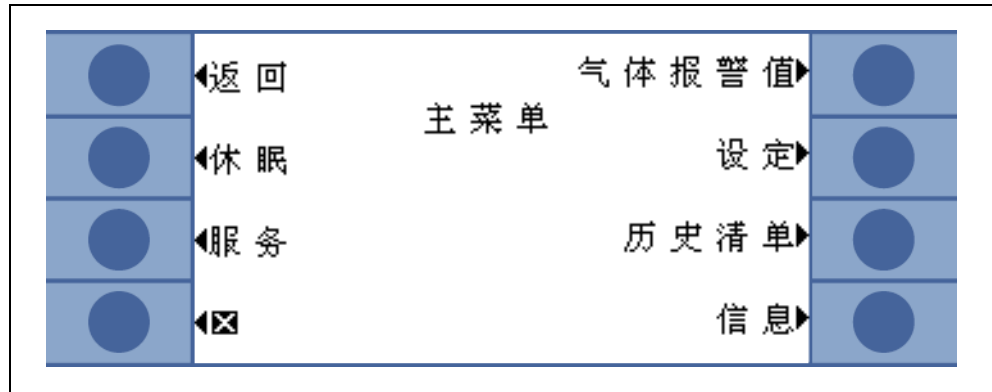 返回 气体报警值
主菜单
休眠 设定
服务 历史清单
信息